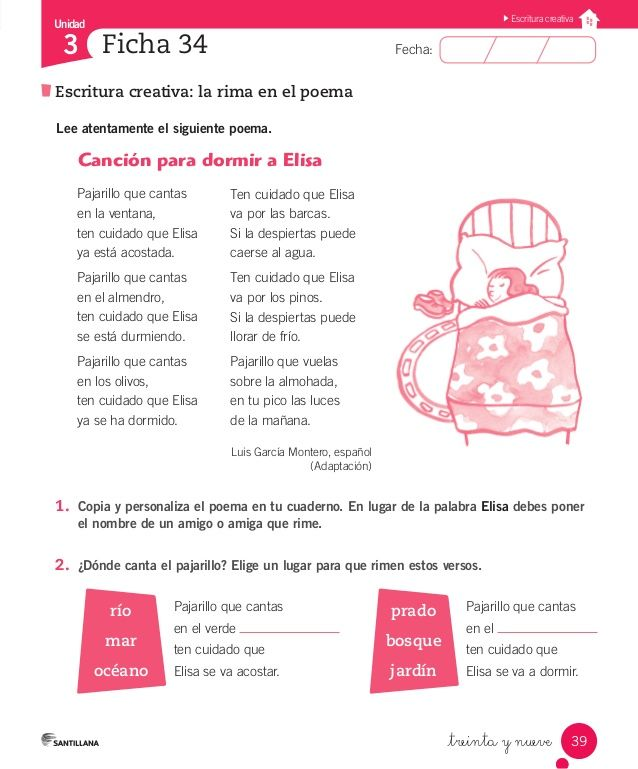 Unidad
3
Ficha 34
Escritura creativa
Fecha:
Escritura creativa: la rima en el poema
Lee atentamente el siguiente poema.
Canción para dormir a Elisa
Pajarillo que cantas
en la ventana,
ten cuidado que Elisa
ya está acostada.
Pajarillo que cantas
en el almendro,
ten cuidado que Elisa
se está durmiendo.
Pajarillo que cantas
en los olivos,
ten cuidado que Elisa
ya se ha dormido.
Ten cuidado que Elisa
va por las barcas.
Si la despiertas puede
caerse al agua.
Ten cuidado que Elisa
va por los pinos.
Si la despiertas puede
llorar de frío.
Pajarillo que vuelas
sobre la almohada,
en tu pico las luces
de la mañana.
Luis García Montero, español
(Adaptación)
1. Copia y personaliza el poema en tu cuaderno. En lugar de la palabra Elisa debes poner
el nombre de un amigo o amiga que rime.
2. ¿Dónde canta el pajarillo? Elige un lugar para que rimen estos versos.
río
mar
océano
Pajarillo que cantas
en el verde
ten cuidado que
Elisa se va acostar.
prado
bosque
jardín
Pajarillo que cantas
en el
ten cuidado que
Elisa se va a dormir.
SANTILLANA
treinta y nueve
39